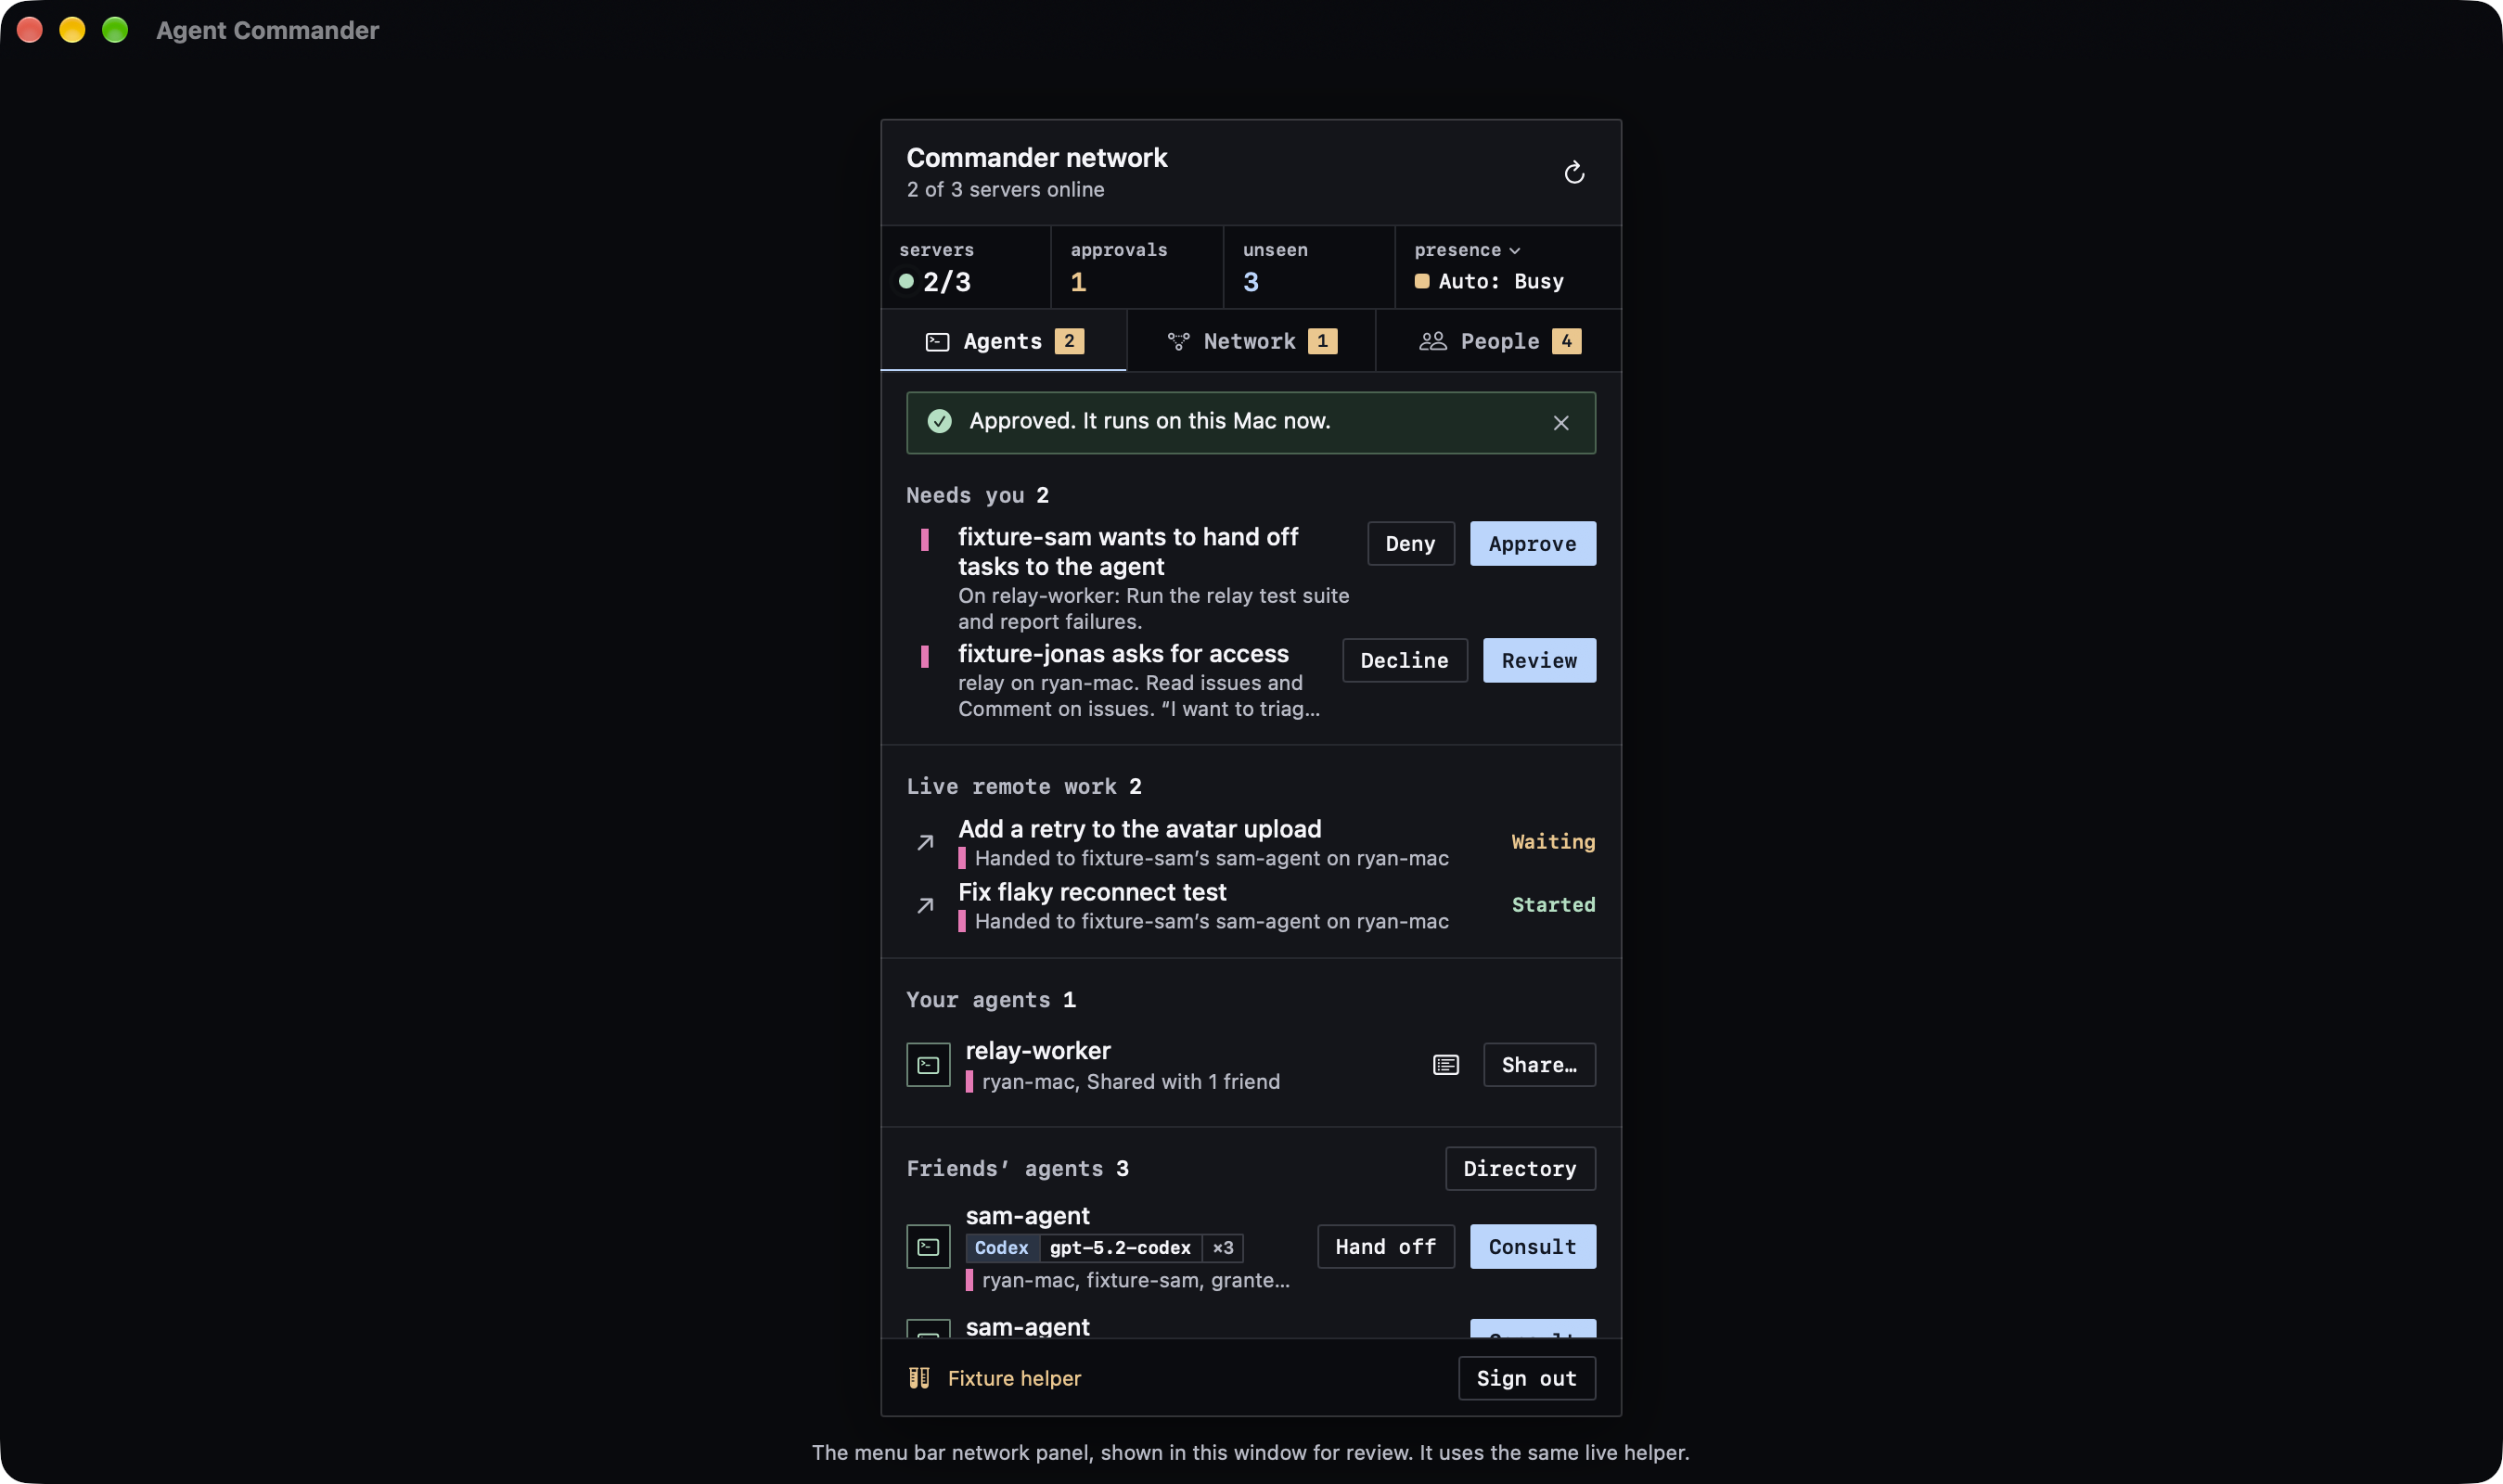 Agent Commander
Commander network
2 of 3 servers online
servers
2/3
approvals
1
unseen
3
presence
Auto: Busy
Agents 2
Network 1
People 4
Approved. It runs on this Mac now.
Needs you 2
fixture-sam wants to hand off
tasks to the agent
On relay-worker: Run the relay test suite
and report failures.
Deny
Approve
fixture-jonas asks for access
relay on ryan-mac. Read issues and
Comment on issues. “I want to triag...
Decline
Review
Live remote work 2
Add a retry to the avatar upload
Handed to fixture-sam’s sam-agent on ryan-mac
Waiting
Fix flaky reconnect test
Handed to fixture-sam’s sam-agent on ryan-mac
Started
Your agents 1
relay-worker
ryan-mac, Shared with 1 friend
Share…
Friends’ agents 3
Directory
sam-agent
Codex gpt-5.2-codex ×3
ryan-mac, fixture-sam, grante...
Hand off
Consult
sam-agent
Fixture helper
Sign out
The menu bar network panel, shown in this window for review. It uses the same live helper.